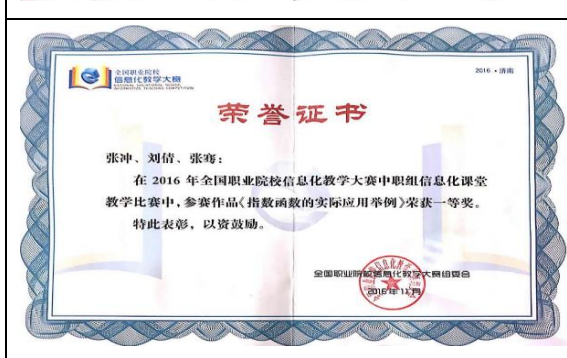 全国职业院校
信息化教学大赛
2016 · 济南
荣誉证书
张冲、刘倩、张骞：
在 2016 年全国职业院校信息化教学大赛中职组信息化课堂
教学比赛中，参赛作品《指数函数的实际应用举例》荣获一等奖。
特此表彰，以资鼓励。
全国职业院校信息化教学大赛组委会
2016 年 11 月